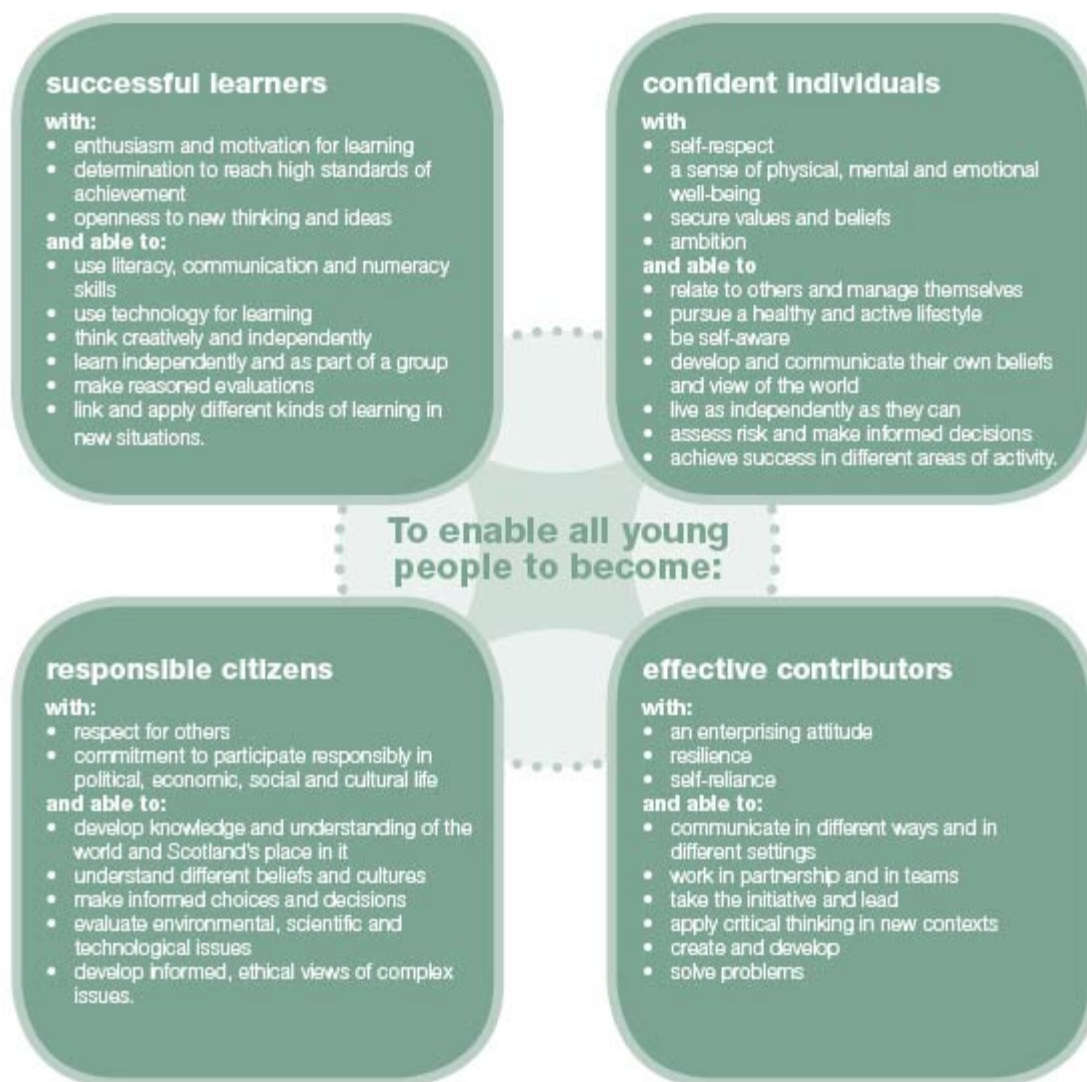 successful learners
with:
• enthusiasm and motivation for learning
• determination to reach high standards of
achievement
• openness to new thinking and ideas
and able to:
• use literacy, communication and numeracy
skills
• use technology for learning
• think creatively and independently
• learn independently and as part of a group
• make reasoned evaluations
• link and apply different kinds of learning in
new situations.
confident individuals
with
• self-respect
• a sense of physical, mental and emotional
well-being
• secure values and beliefs
• ambition
and able to
• relate to others and manage themselves
• pursue a healthy and active lifestyle
• be self-aware
• develop and communicate their own beliefs
and view of the world
• live as independently as they can
• assess risk and make informed decisions
• achieve success in different areas of activity.
To enable all young
people to become:
responsible citizens
with:
• respect for others
• commitment to participate responsibly in
political, economic, social and cultural life
and able to:
• develop knowledge and understanding of the
world and Scotland's place in it
• understand different beliefs and cultures
• make informed choices and decisions
• evaluate environmental, scientific and
technological issues
• develop informed, ethical views of complex
issues.
effective contributors
with:
• an enterprising attitude
• resilience
• self-reliance
and able to:
• communicate in different ways and in
different settings
• work in partnership and in teams
• take the initiative and lead
• apply critical thinking in new contexts
• create and develop
• solve problems